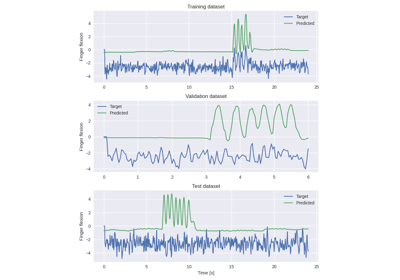 Training dataset
Target
Predicted
Finger flexion
4
2
0
−2
−4
0
5
10
15
20
25
Validation dataset
Target
Predicted
Finger flexion
4
2
0
−2
−4
0
1
2
3
4
5
6
Test dataset
Target
Predicted
Finger flexion
4
2
0
−2
−4
0
5
10
15
20
25
Time [s]